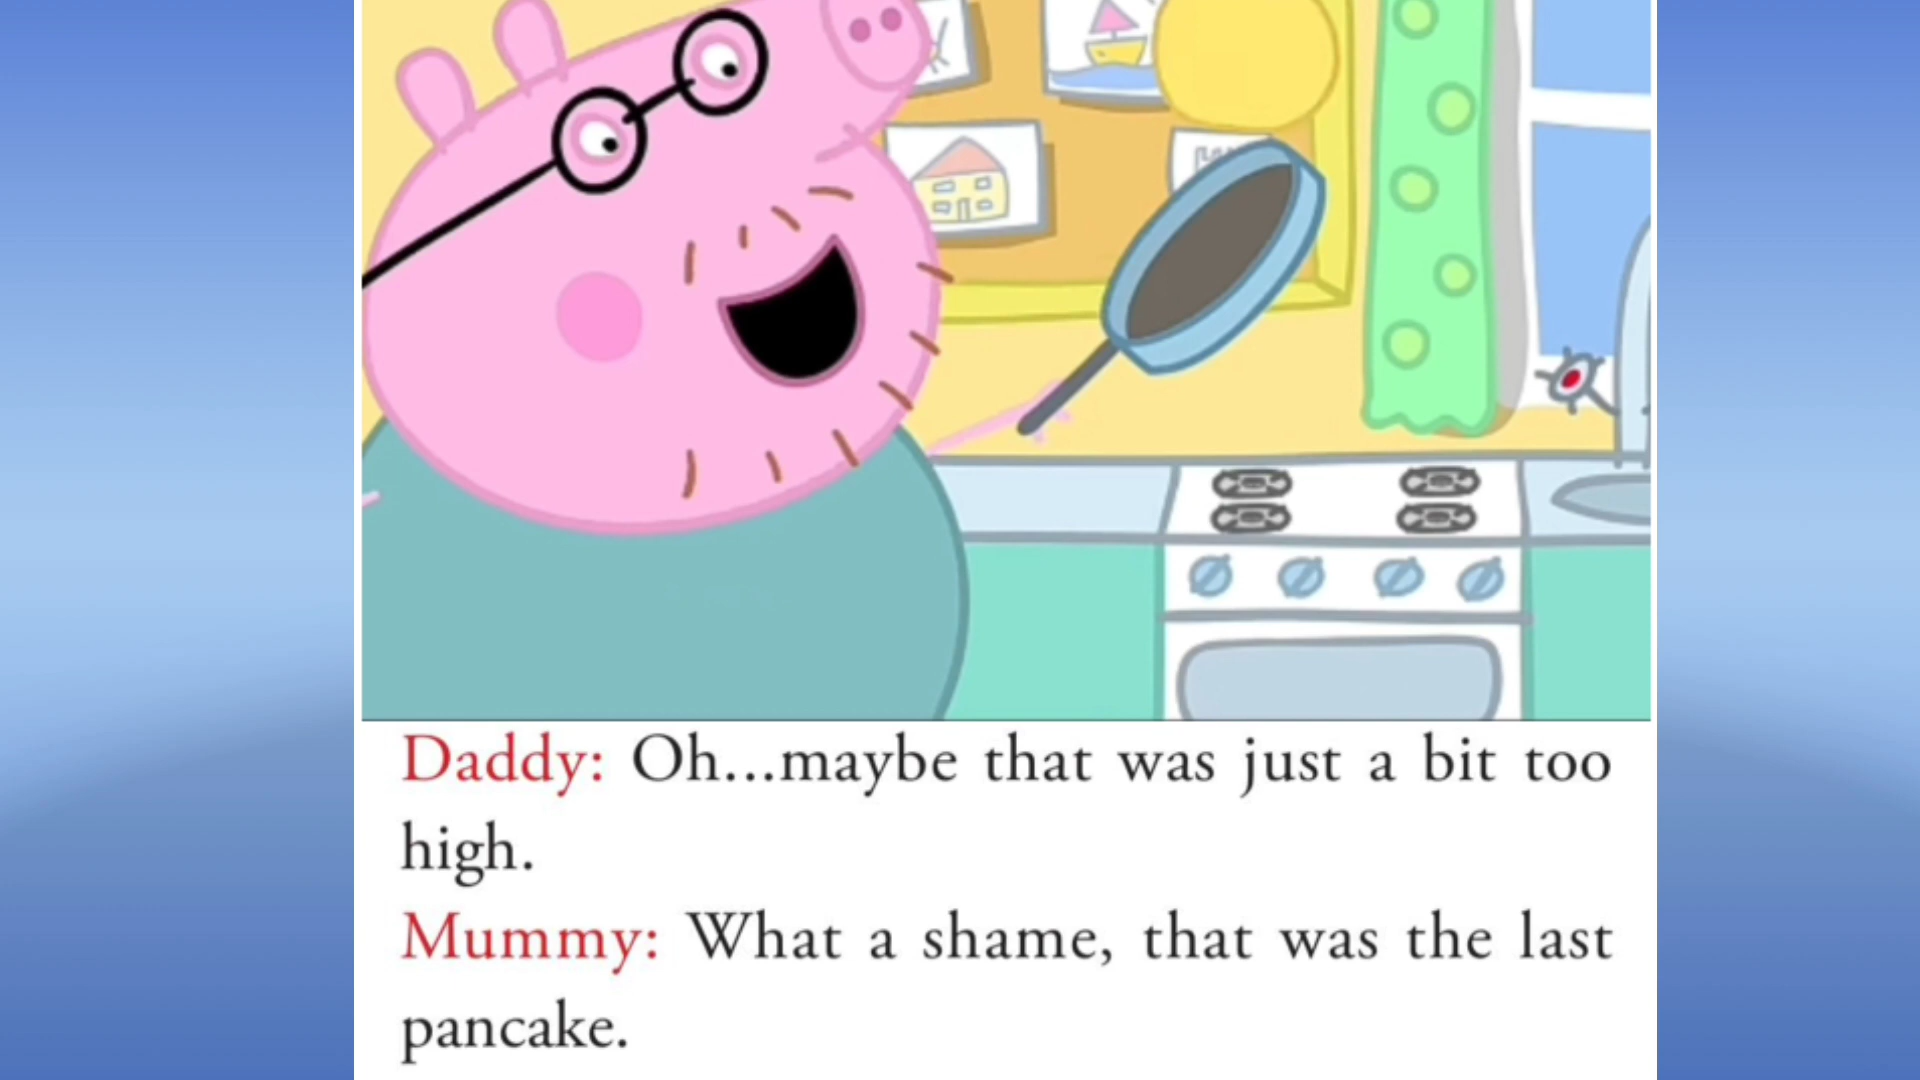 Daddy: Oh...maybe that was just a bit too
high.
Mummy: What a shame, that was the last
pancake.